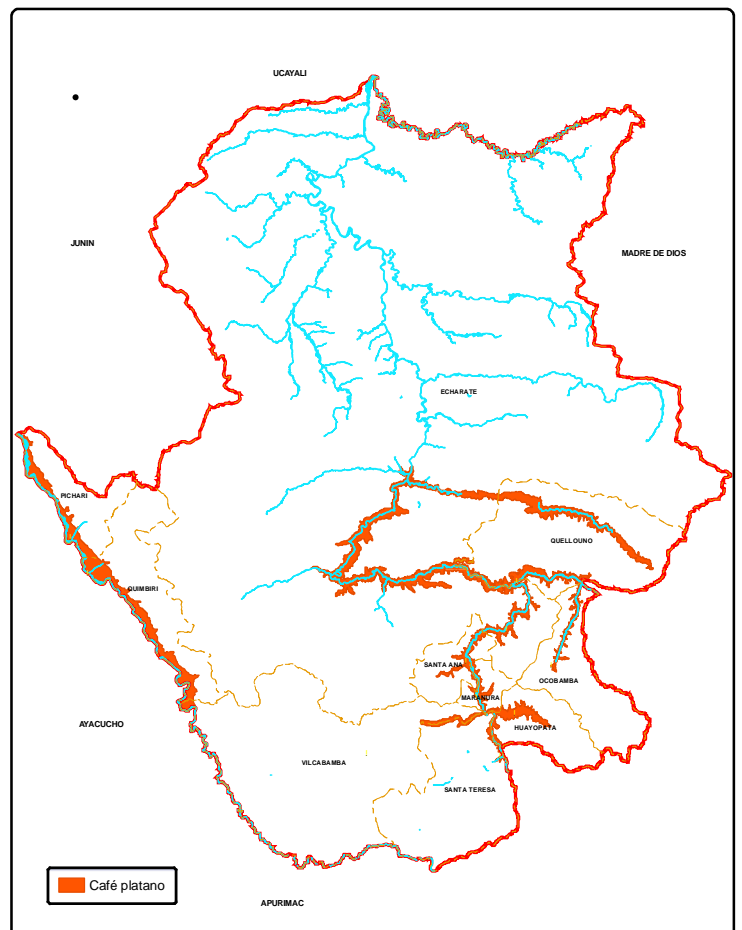 UCAYALI
JUNIN
MADRE DE DIOS
ECHARATE
PICHARI
QUELLOUNO
QUIMBIRI
SANTA ANA
OCOBAMBA
MARANURA
AYACUCHO
HUAYOPATA
VILCABAMBA
SANTA TERESA
Café platano
APURIMAC